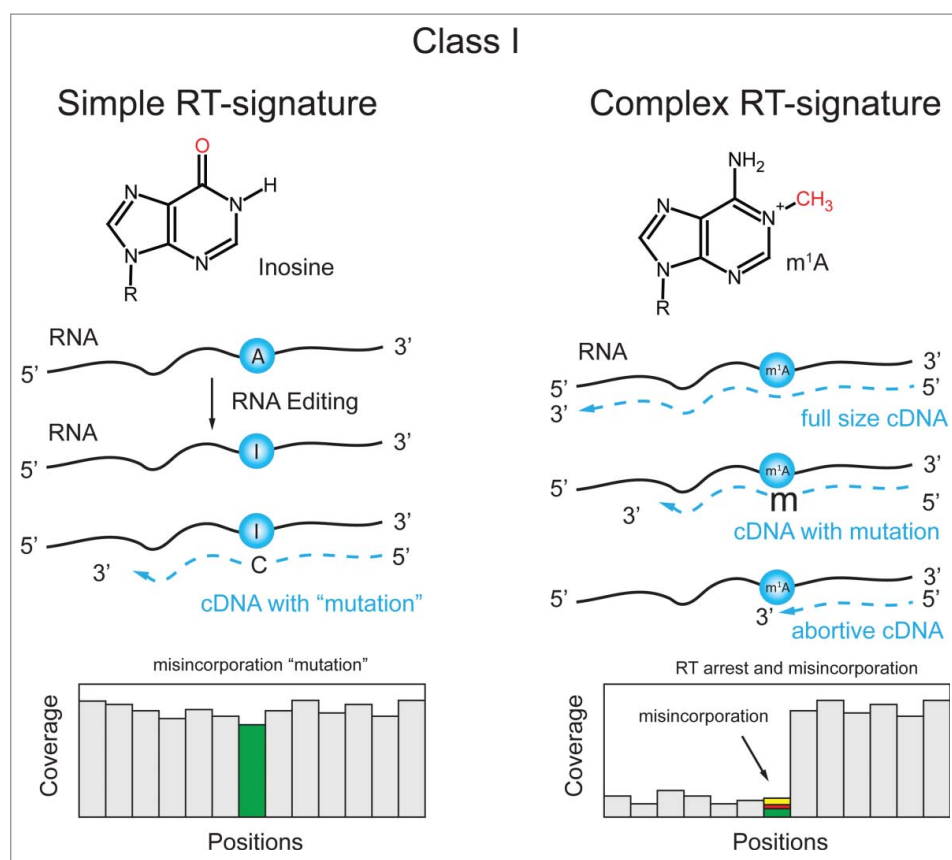 Class I
Simple RT-signature
O
N
N
H
N
N
R
Inosine
RNA
5’
A
3’
RNA Editing
RNA
5’
I
3’
5’
I
3’
C
3’
5’
cDNA with “mutation”
misincorporation “mutation”
Coverage
Positions
Complex RT-signature
NH2
N
N
+
CH3
N
N
R
m1A
RNA
5’
m1A
3’
5’
3’
full size cDNA
5’
m1A
3’
m
5’
3’
cDNA with mutation
5’
m1A
3’
3’
5’
abortive cDNA
RT arrest and misincorporation
misincorporation
Coverage
Positions